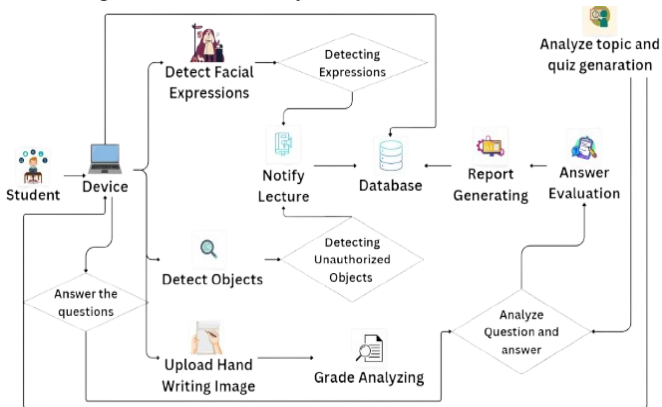 Analyze topic and
quiz genaration
Detect Facial
Expressions
Detecting
Expressions
Student
Device
Notify
Lecture
Database
Report
Generating
Answer
Evaluation
Detect Objects
Detecting
Unauthorized
Objects
Answer the
questions
Analyze
Question and
answer
Upload Hand
Writing Image
Grade Analyzing